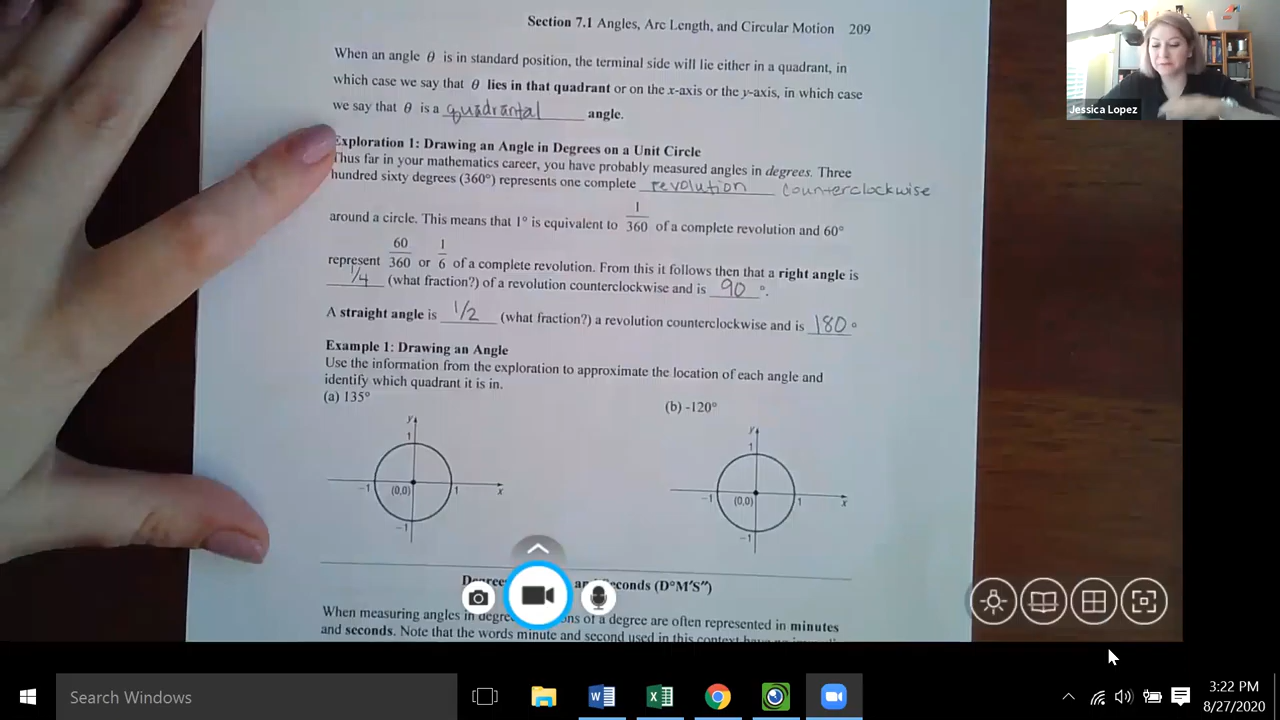 Section 7.1 Angles, Arc Length, and Circular Motion 209
When an angle θ is in standard position, the terminal side will lie either in a quadrant, in
which case we say that θ lies in that quadrant or on the x-axis or the y-axis, in which case
we say that θ is a quadrantal angle.
Exploration 1: Drawing an Angle in Degrees on a Unit Circle
Thus far in your mathematics career, you have probably measured angles in degrees. Three
hundred sixty degrees (360°) represents one complete revolution counterclockwise
around a circle. This means that 1° is equivalent to 1/360 of a complete revolution and 60°
represent 60/360 or 1/6 of a complete revolution. From this it follows then that a right angle is
1/4 (what fraction?) of a revolution counterclockwise and is 90°.
A straight angle is 1/2 (what fraction?) a revolution counterclockwise and is 180°
Example 1: Drawing an Angle
Use the information from the exploration to approximate the location of each angle and
identify which quadrant it is in.
(a) 135°
(b) -120°
y
1
-1
(0,0)
1
x
-1
y
1
-1
(0,0)
1
x
-1
Degree econds (D°M′S″)
When measuring angles in degre ons of a degree are often represented in minutes
and seconds. Note that the words minute and second used in this context
Jessica Lopez
Search Windows
3:22 PM
8/27/2020